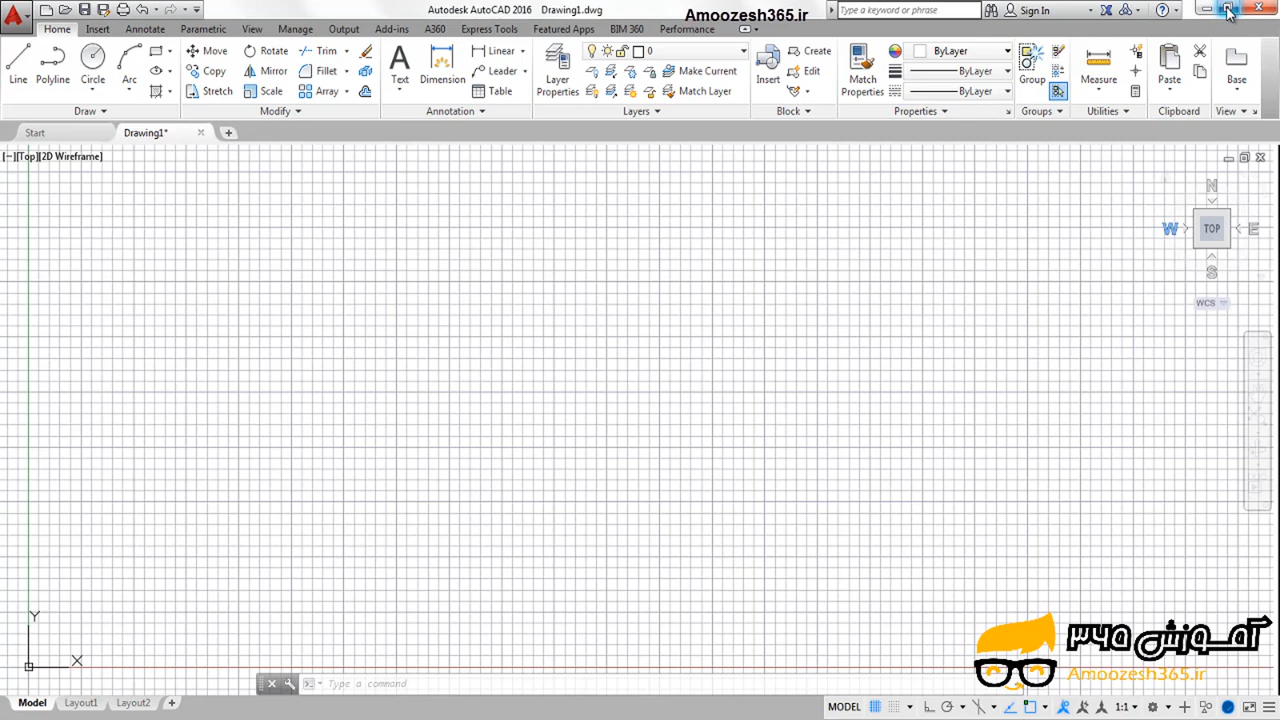 Autodesk AutoCAD 2016 Drawing1.dwg
Amoozesh365.ir
Type a keyword or phrase
Sign In
Home Insert Annotate Parametric View Manage Output Add-ins A360 Express Tools Featured Apps BIM 360 Performance
Line Polyline Circle Arc
Move Rotate Trim
Copy Mirror Fillet
Stretch Scale Array
Text Dimension
Linear
Leader
Table
Layer Properties
0
Make Current
Match Layer
Insert
Create
Edit
Match Properties
ByLayer
ByLayer
ByLayer
Group
Measure
Paste
Base
Draw Modify Annotation Layers Block Properties Groups Utilities Clipboard View
Start Drawing1*
[−][Top][2D Wireframe]
N
W TOP E
S
WCS
Y
X
آموزش ۳۶۵
Amoozesh365.ir
Type a command
Model Layout1 Layout2
MODEL 1:1